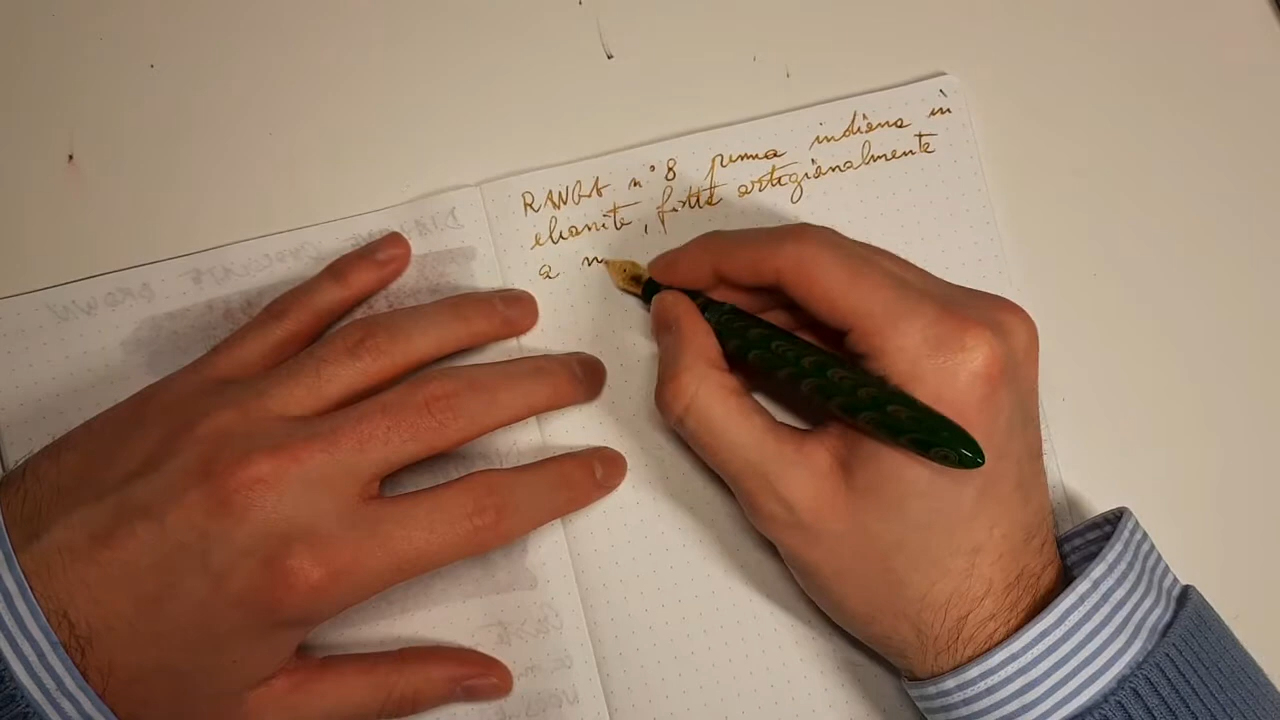 RANGA n°8 penna indiana in
ebanite, fatta artigianalmente
a m